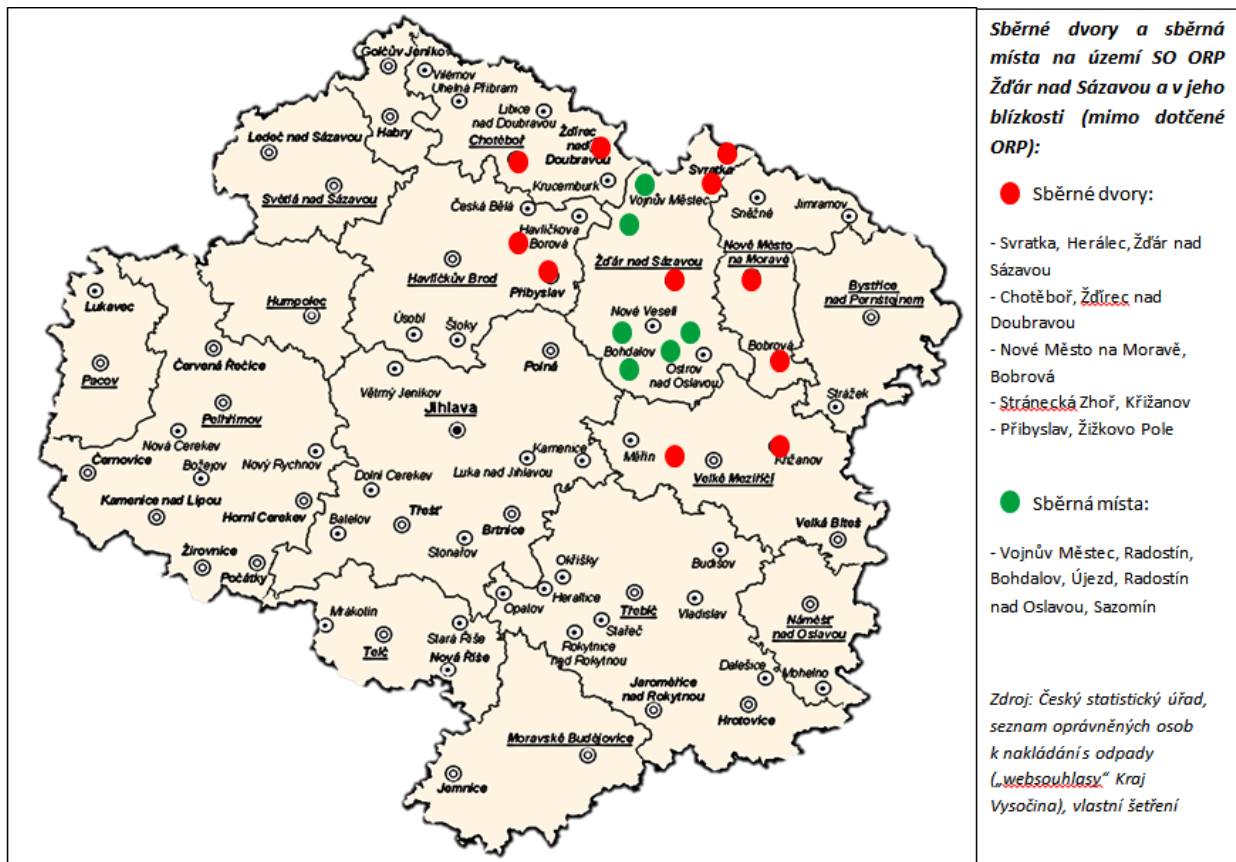 Golčův Jeníkov
Vilémov
Uhelná Příbram
Libice
nad Doubravou
Habry
Ledeč nad Sázavou
Chotěboř
Ždírec
nad
Doubravou
Krucemburk
Svratka
Světlá nad Sázavou
Vojnův Městec
Sněžné
Jimramov
Česká Bělá
Havlíčkova
Borová
Nové Město
na Moravě
Žďár nad Sázavou
Havlíčkův Brod
Přibyslav
Bystřice
nad Pernštejnem
Lukavec
Humpolec
Úsobí
Štoky
Nové Veselí
Bohdalov
Ostrov
nad Oslavou
Bobrová
Pacov
Červená Řečice
Polná
Větrný Jeníkov
Strážek
Pelhřimov
Jihlava
Nová Cerekev
Nový Rychnov
Kamenice
Měřín
Křižanov
Černovice
Božejov
Luka nad Jihlavou
Velké Meziříčí
Dolní Cerekev
Kamenice nad Lipou
Horní Cerekev
Batelov
Třešť
Brtnice
Stonařov
Velká Bíteš
Žirovnice
Počátky
Okříšky
Budišov
Heraltice
Opatov
Třebíč
Vladislav
Náměšť
nad Oslavou
Mrákotín
Telč
Stará Říše
Nová Říše
Stařeč
Rokytnice
nad Rokytnou
Dalešice
Mohelno
Jaroměřice
nad Rokytnou
Hrotovice
Moravské Budějovice
Jemnice
Sběrné dvory a sběrná
místa na území SO ORP
Žďár nad Sázavou a v jeho
blízkosti (mimo dotčené
ORP):
Sběrné dvory:
- Svratka, Herálec, Žďár nad
Sázavou
- Chotěboř, Žďírec nad
Doubravou
- Nové Město na Moravě,
Bobrová
- Stránecká Zhoř, Křižanov
- Přibyslav, Žižkovo Pole
Sběrná místa:
- Vojnův Městec, Radostín,
Bohdalov, Újezd, Radostín
nad Oslavou, Sazomín
Zdroj: Český statistický úřad,
seznam oprávněných osob
k nakládání s odpady
(„websouhlasy“ Kraj
Vysočina), vlastní šetření